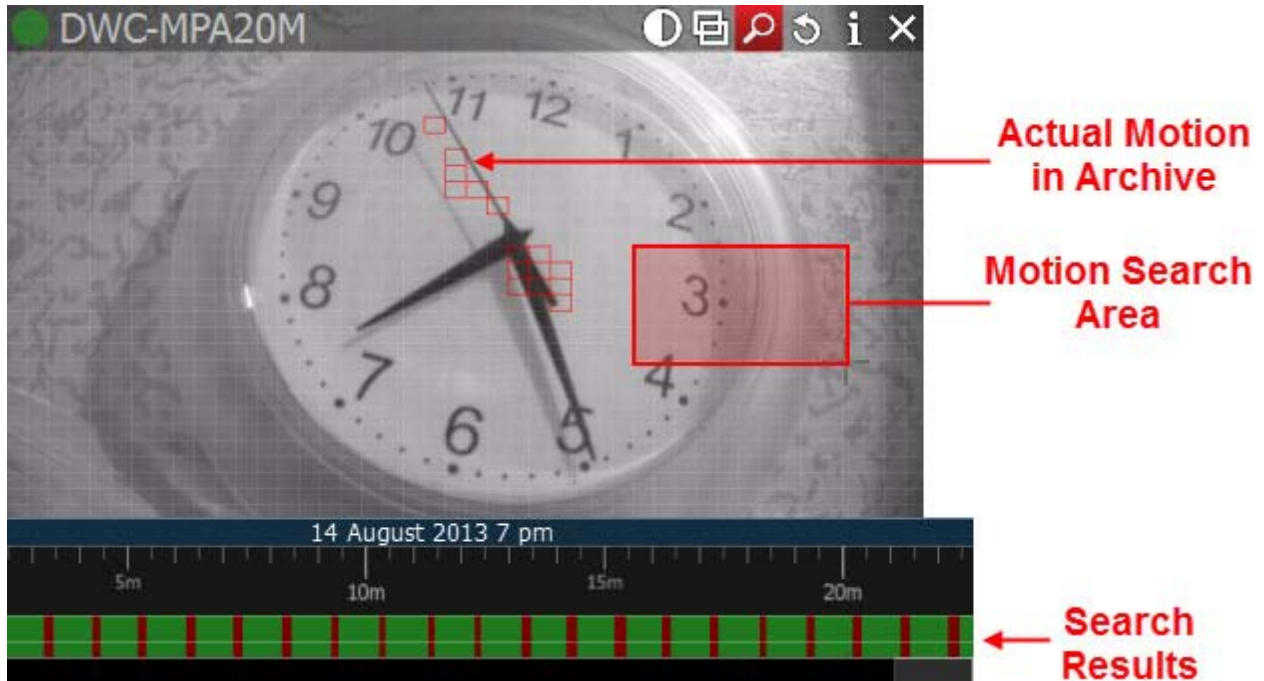 DWC-MPA20M
11
12
10
1
9
2
8
3
7
4
6
5
Actual Motion
in Archive
Motion Search
Area
14 August 2013 7 pm
5m
10m
15m
20m
Search
Results